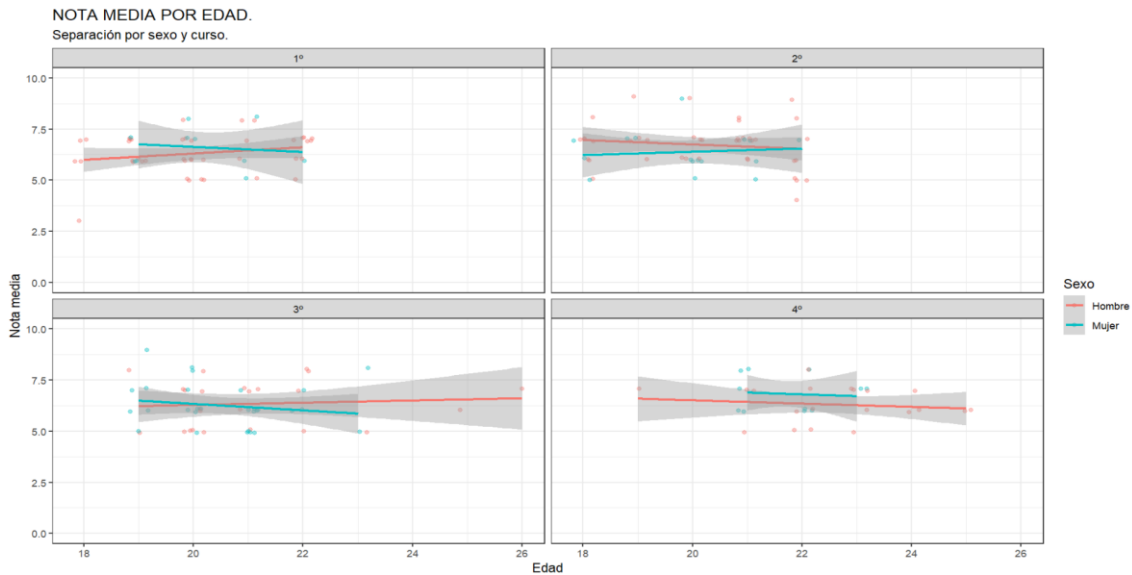 NOTA MEDIA POR EDAD.
Separación por sexo y curso.
1º
2º
10.0
7.5
5.0
2.5
0.0
3º
4º
10.0
7.5
5.0
2.5
0.0
Nota media
18
20
22
24
26
18
20
22
24
26
Edad
Sexo
Hombre
Mujer